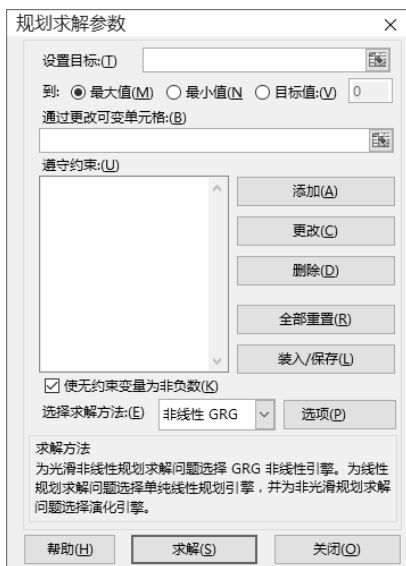 规划求解参数
设置目标:(T)
到: 最大值(M) 最小值(N 目标值:(V) 0
通过更改可变单元格:(B)
遵守约束:(U)
添加(A)
更改(C)
删除(D)
全部重置(R)
装入/保存(L)
使无约束变量为非负数(K)
选择求解方法:(E) 非线性 GRG 选项(P)
求解方法
为光滑非线性规划求解问题选择 GRG 非线性引擎。为线性
规划求解问题选择单纯线性规划引擎，并为非光滑规划求解
问题选择演化引擎。
帮助(H) 求解(S) 关闭(O)